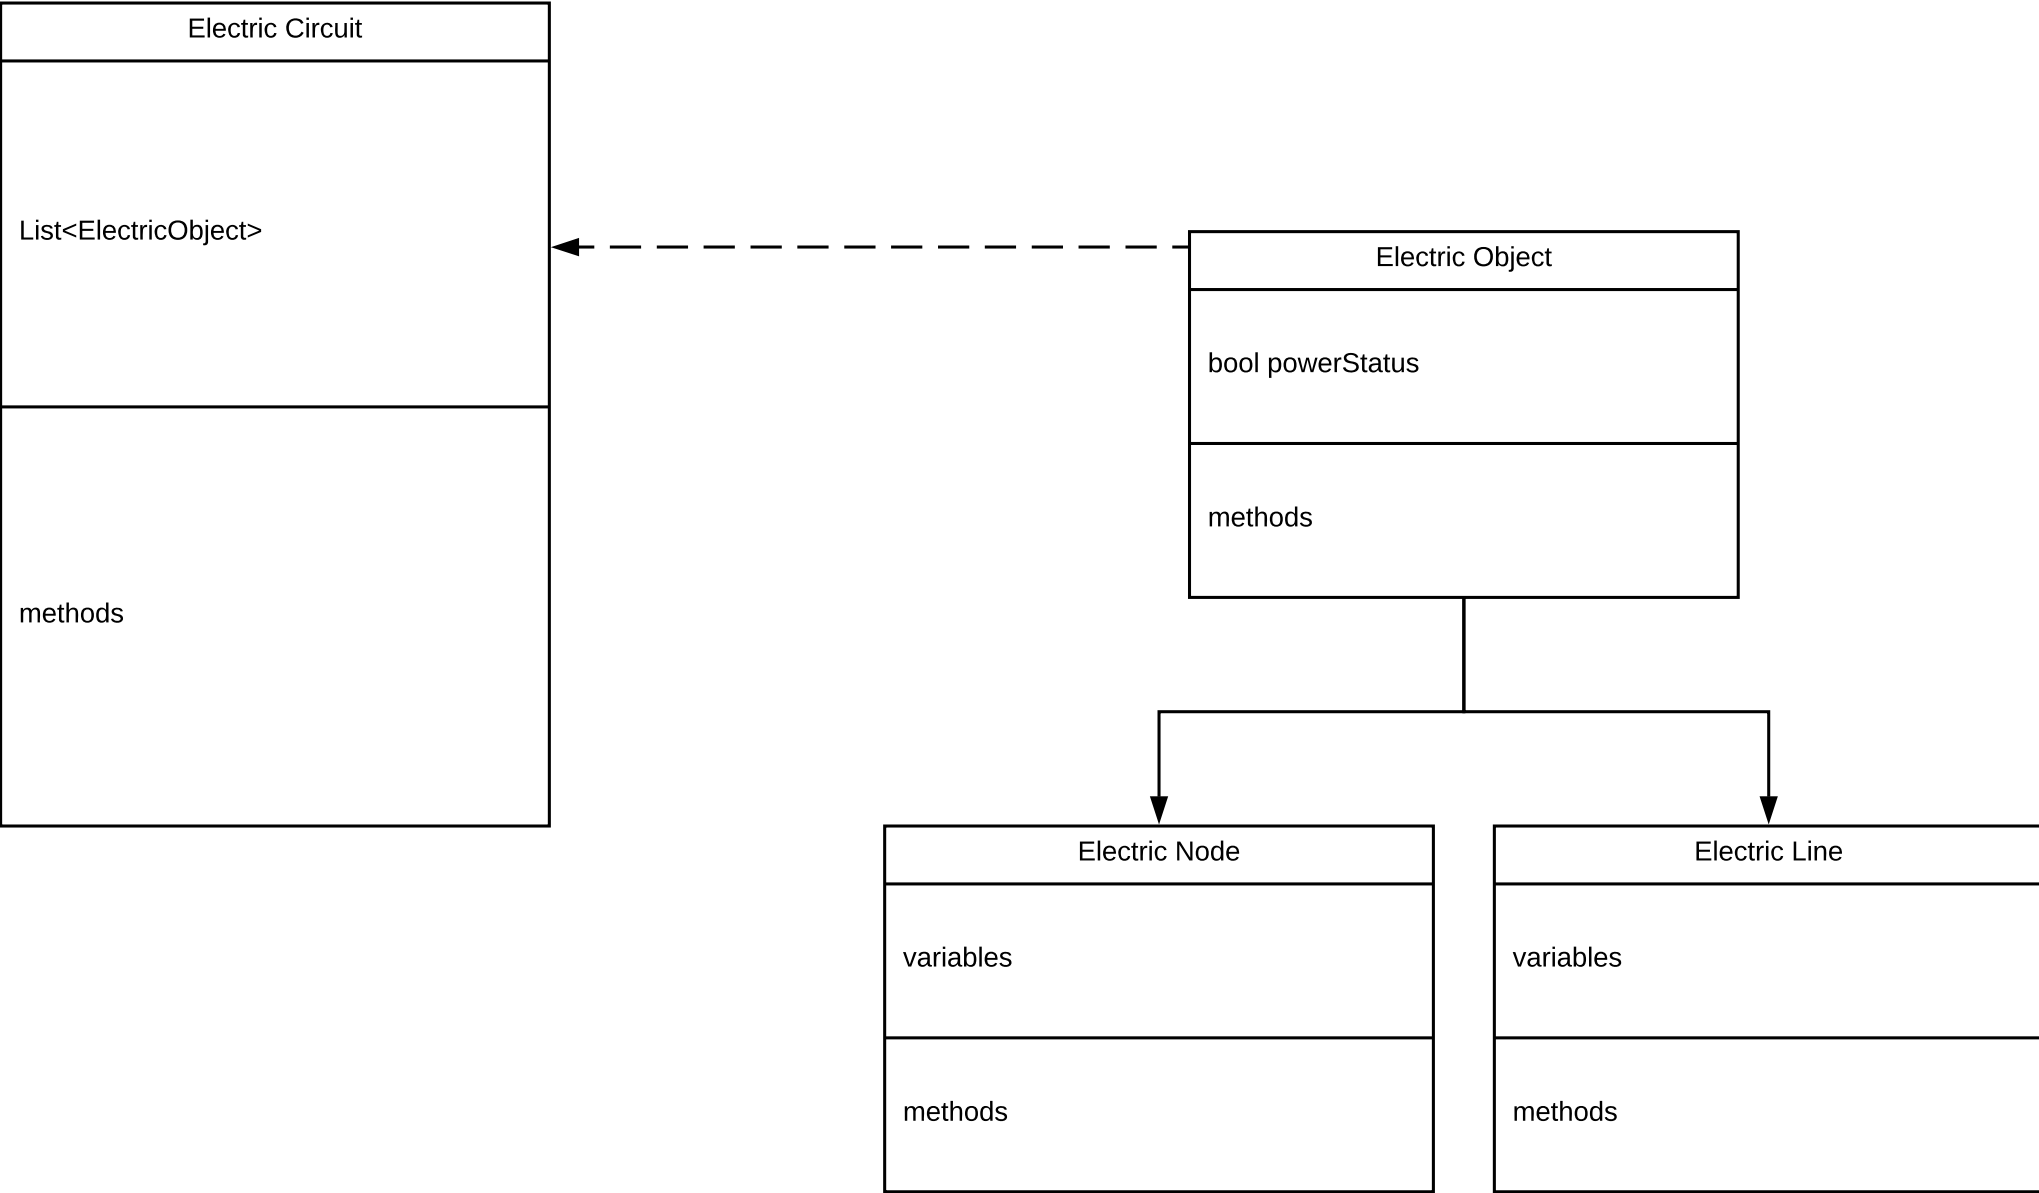 Electric Circuit
List<ElectricObject>
methods
Electric Object
bool powerStatus
methods
Electric Node
variables
methods
Electric Line
variables
methods